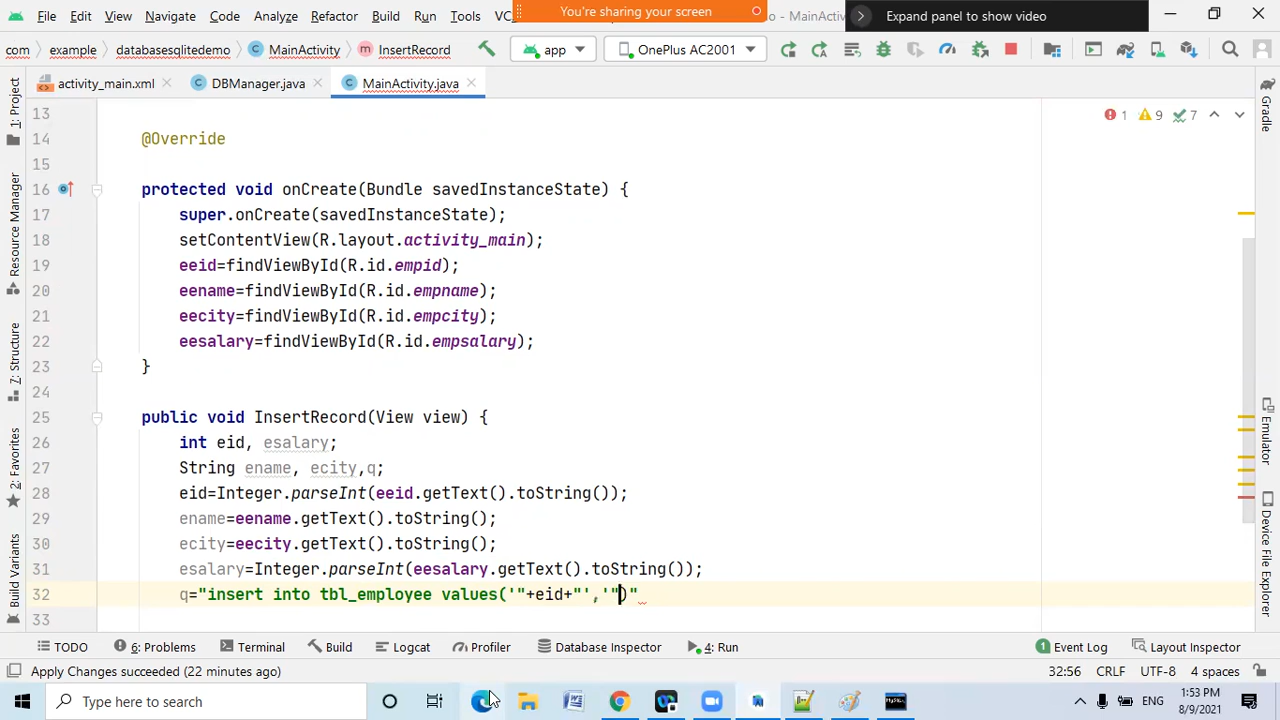 File Edit View Navigate Code Analyze Refactor Build Run Tools VC
You're sharing your screen
MainActiv
Expand panel to show video
com example databasesqlitedemo MainActivity InsertRecord
app OnePlus AC2001
activity_main.xml DBManager.java MainActivity.java
1 9 7
13
14 @Override
15
16 protected void onCreate(Bundle savedInstanceState) {
17 super.onCreate(savedInstanceState);
18 setContentView(R.layout.activity_main);
19 eeid=findViewById(R.id.empid);
20 eename=findViewById(R.id.empname);
21 eecity=findViewById(R.id.empcity);
22 eesalary=findViewById(R.id.empsalary);
23 }
24
25 public void InsertRecord(View view) {
26 int eid, esalary;
27 String ename, ecity,q;
28 eid=Integer.parseInt(eeid.getText().toString());
29 ename=eename.getText().toString();
30 ecity=eecity.getText().toString();
31 esalary=Integer.parseInt(eesalary.getText().toString());
32 q="insert into tbl_employee values('"+eid+"','")"
33
1: Project
Resource Manager
7: Structure
2: Favorites
Build Variants
Gradle
Emulator
Device File Explorer
TODO 6: Problems Terminal Build Logcat Profiler Database Inspector 4: Run 1 Event Log Layout Inspector
Apply Changes succeeded (22 minutes ago) 32:56 CRLF UTF-8 4 spaces
Type here to search
ENG
1:53 PM
8/9/2021